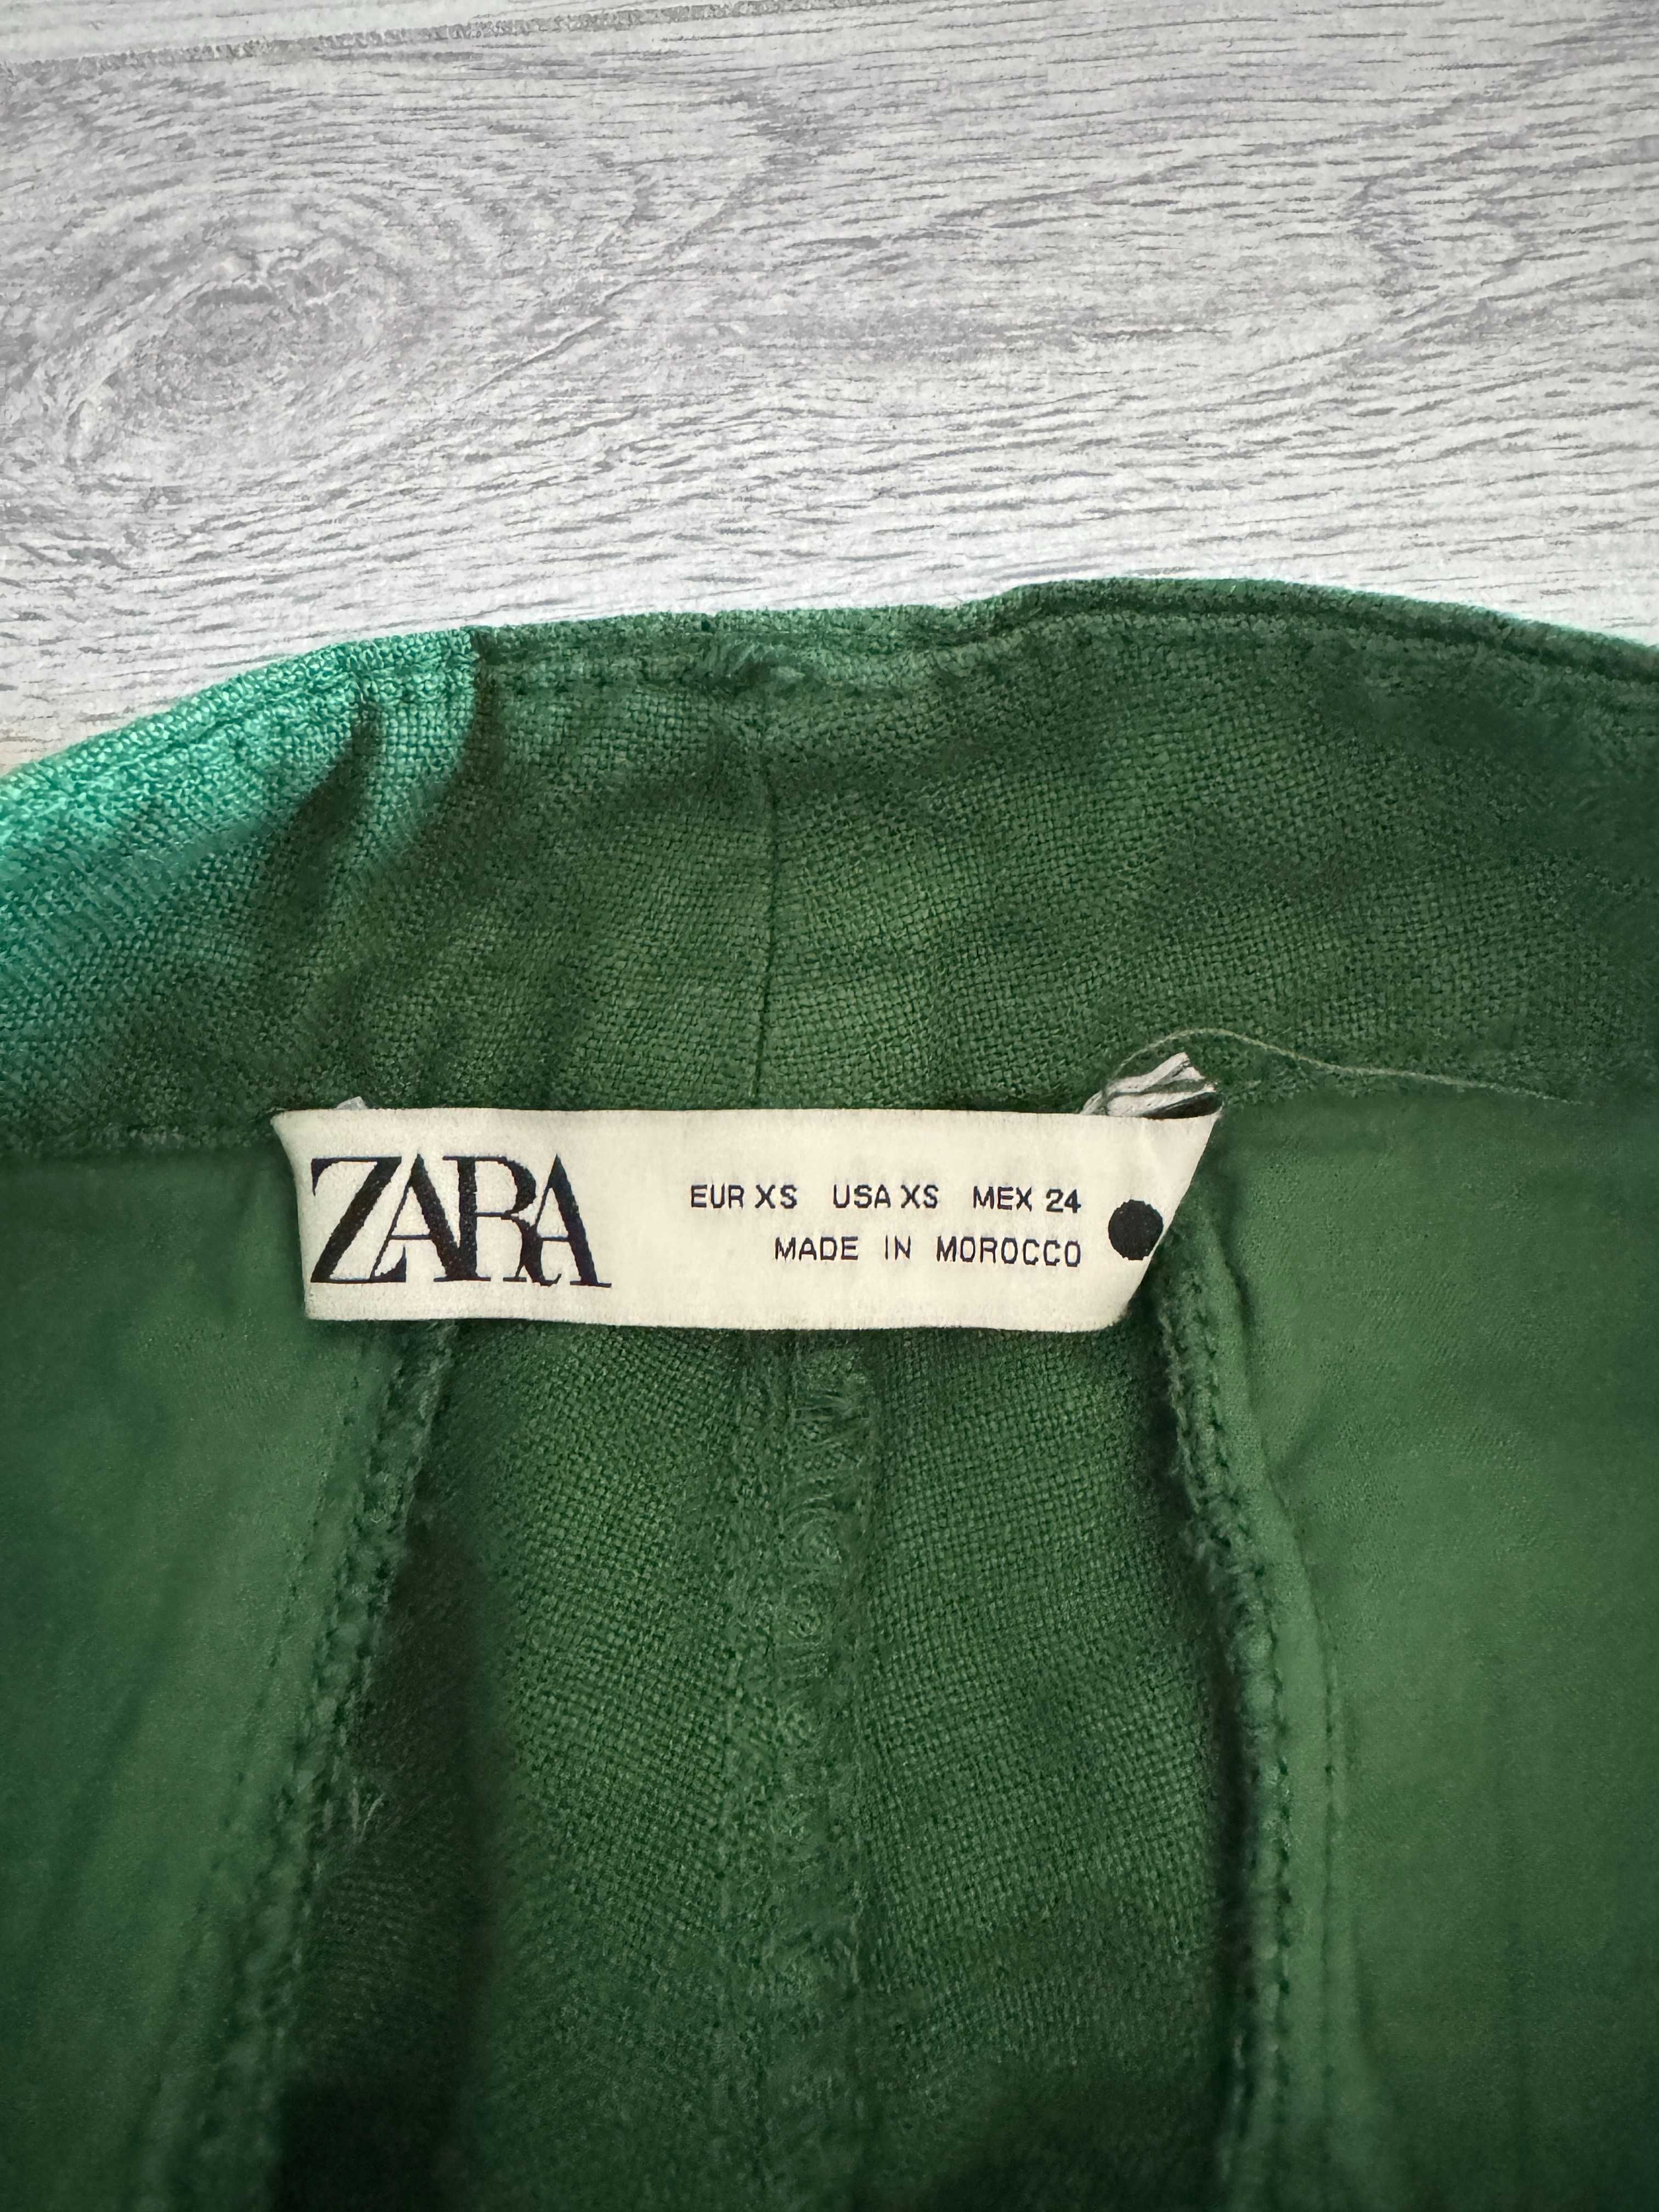 ZARA
EUR XS USA XS MEX 24
MADE IN MOROCCO